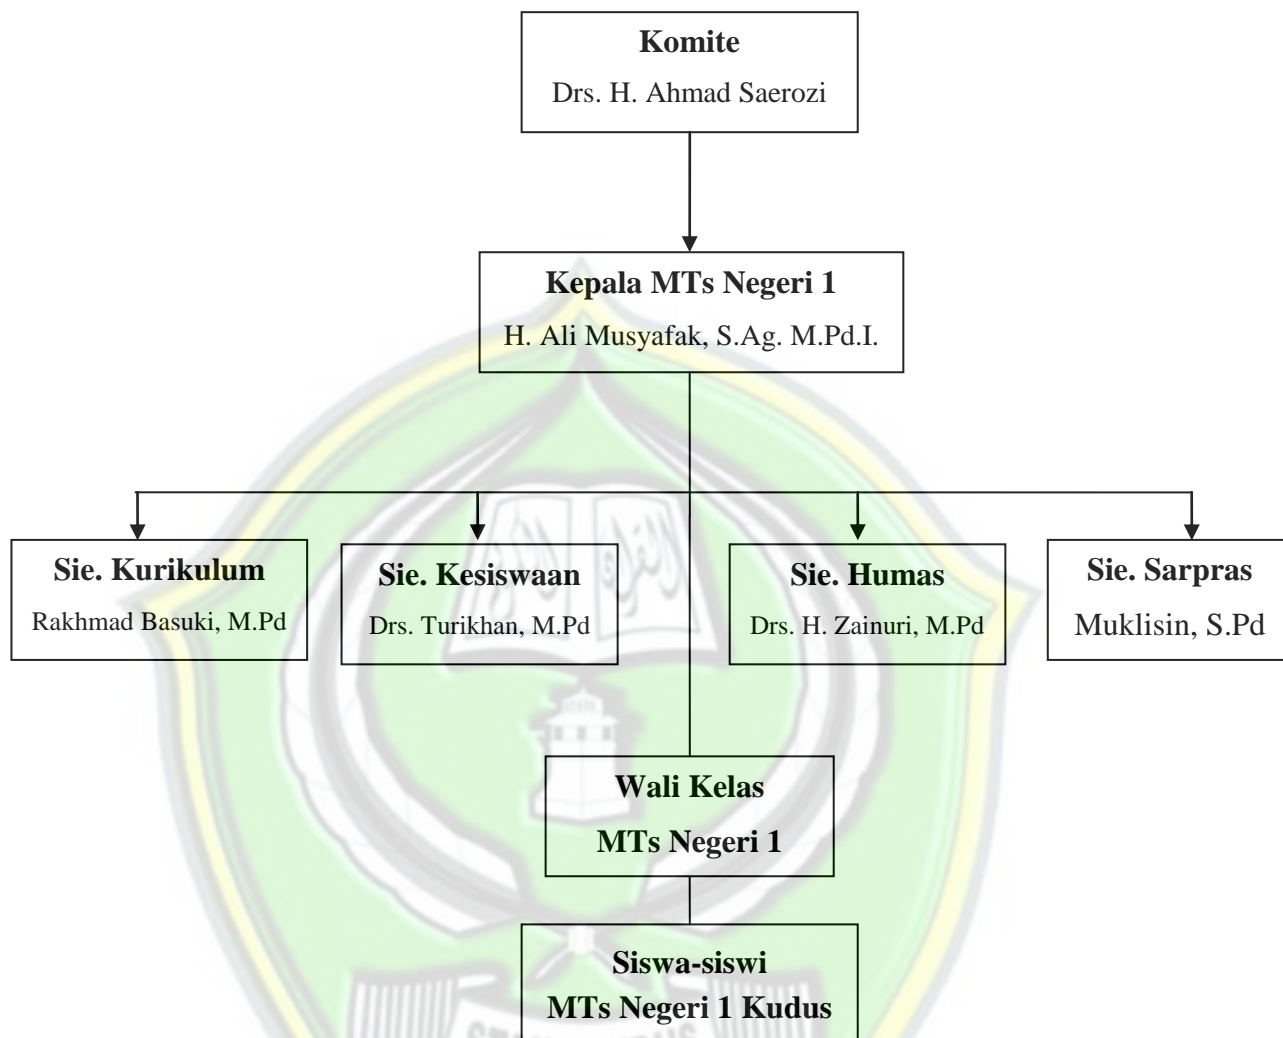 Komite
Drs. H. Ahmad Saerozi
Kepala MTs Negeri 1
H. Ali Musyafak, S.Ag. M.Pd.I.
Sie. Kurikulum
Rakhmad Basuki, M.Pd
Sie. Kesiswaan
Drs. Turikhan, M.Pd
Sie. Humas
Drs. H. Zainuri, M.Pd
Sie. Sarpras
Muklisin, S.Pd
Wali Kelas
MTs Negeri 1
Siswa-siswi
MTs Negeri 1 Kudus